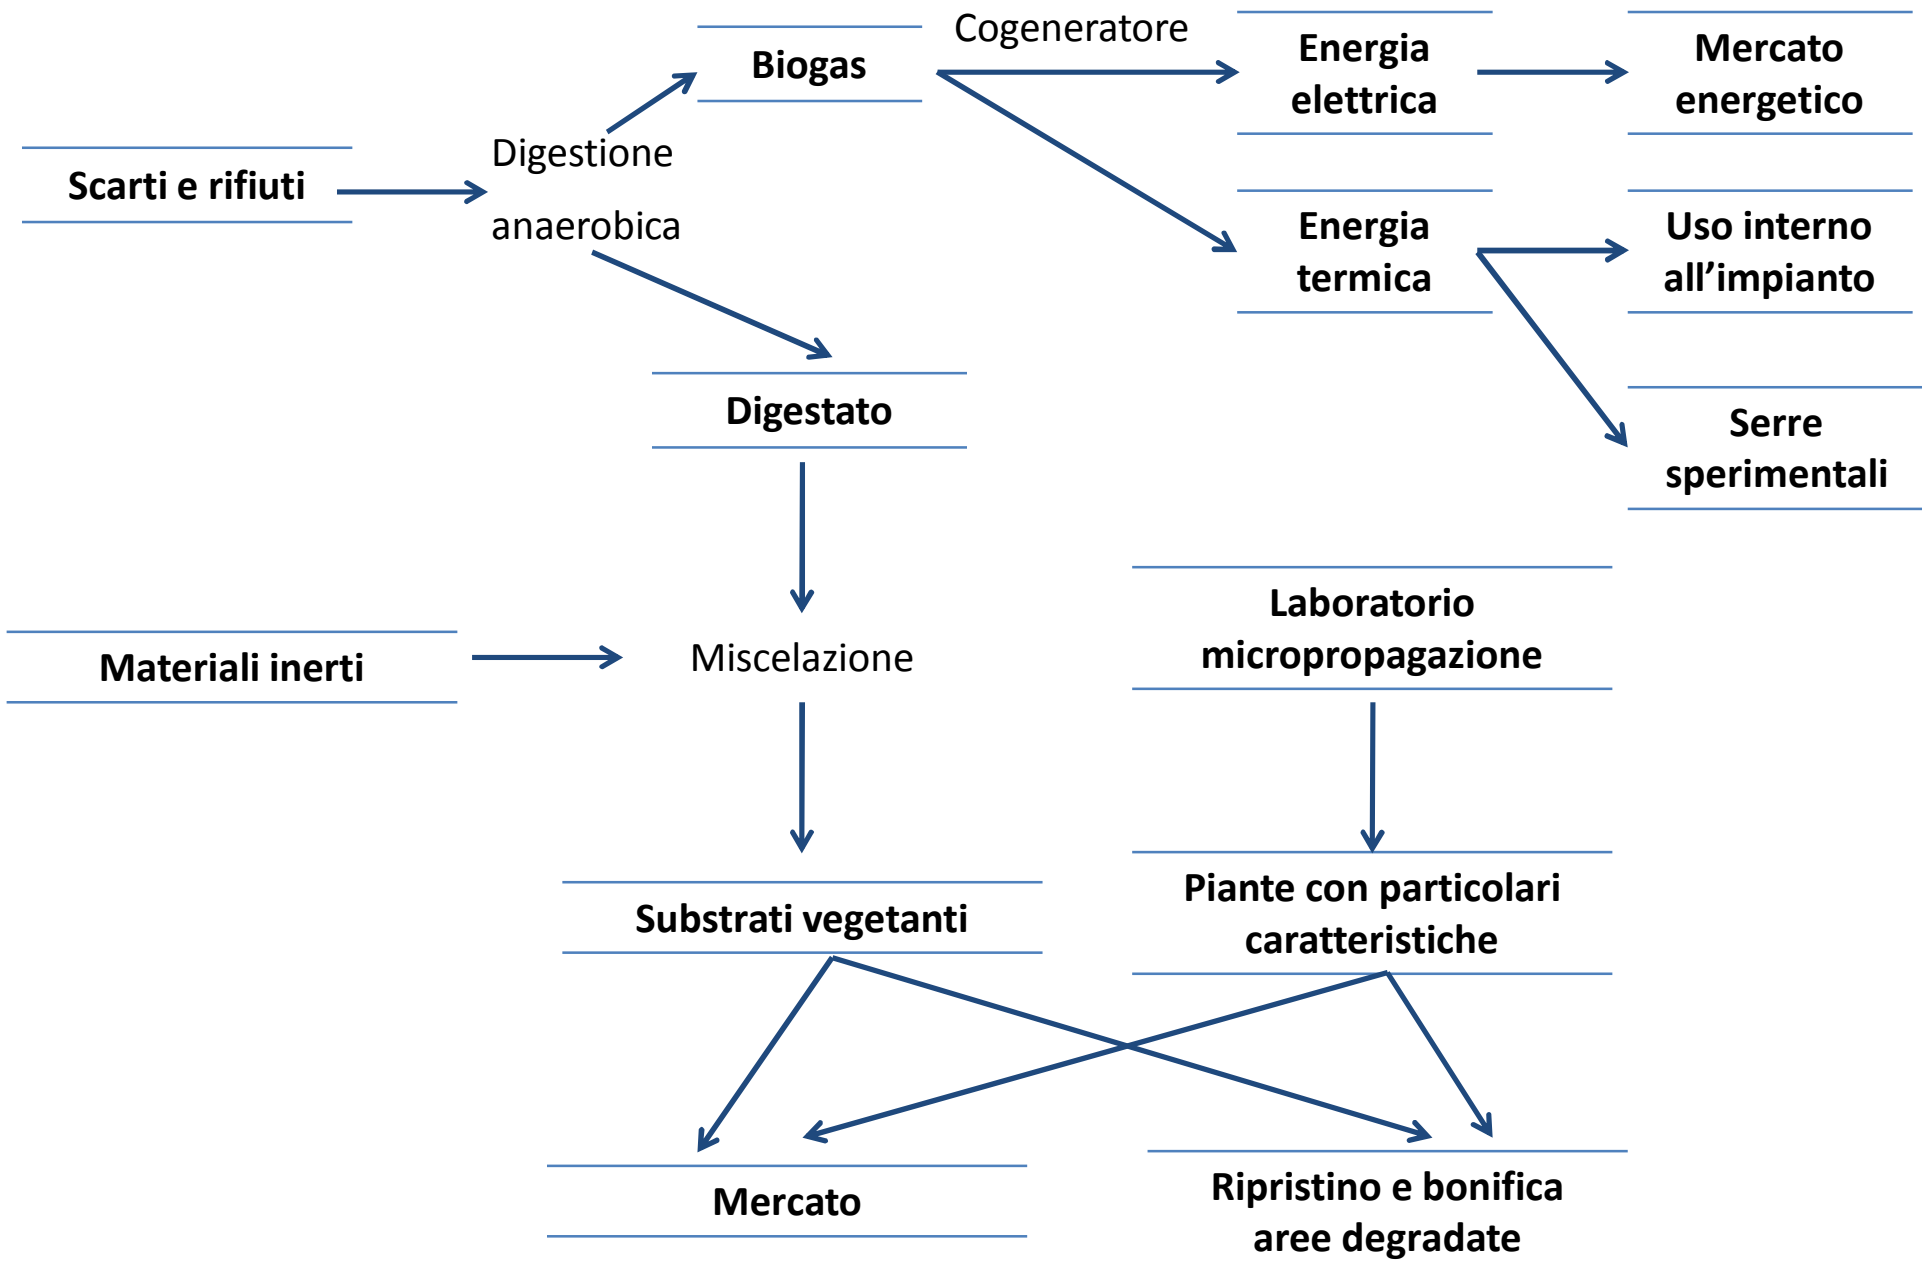 Cogeneratore
Biogas
Energia
elettrica
Mercato
energetico
Digestione
anaerobica
Scarti e rifiuti
Energia
termica
Uso interno
all’impianto
Digestato
Serre
sperimentali
Laboratorio
micropropagazione
Materiali inerti
Miscelazione
Substrati vegetanti
Piante con particolari
caratteristiche
Mercato
Ripristino e bonifica
aree degradate